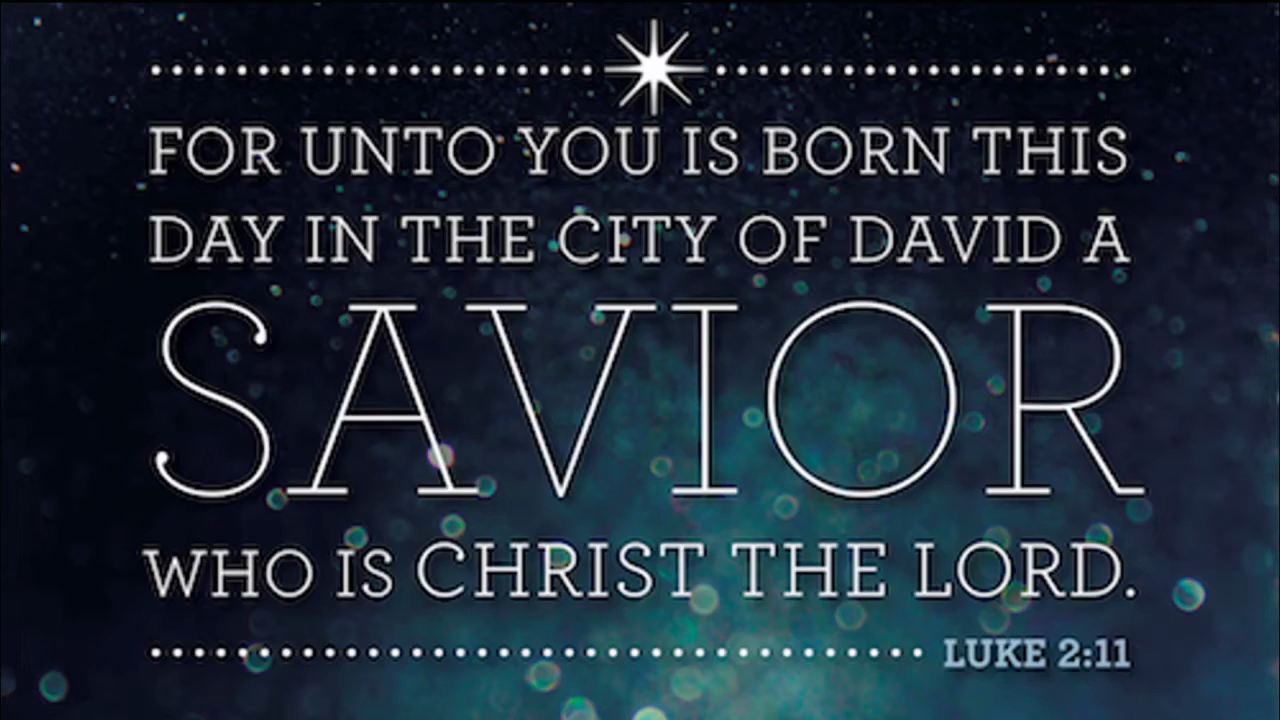 FOR UNTO YOU IS BORN THIS
DAY IN THE CITY OF DAVID A
SAVIOR
WHO IS CHRIST THE LORD.
LUKE 2:11